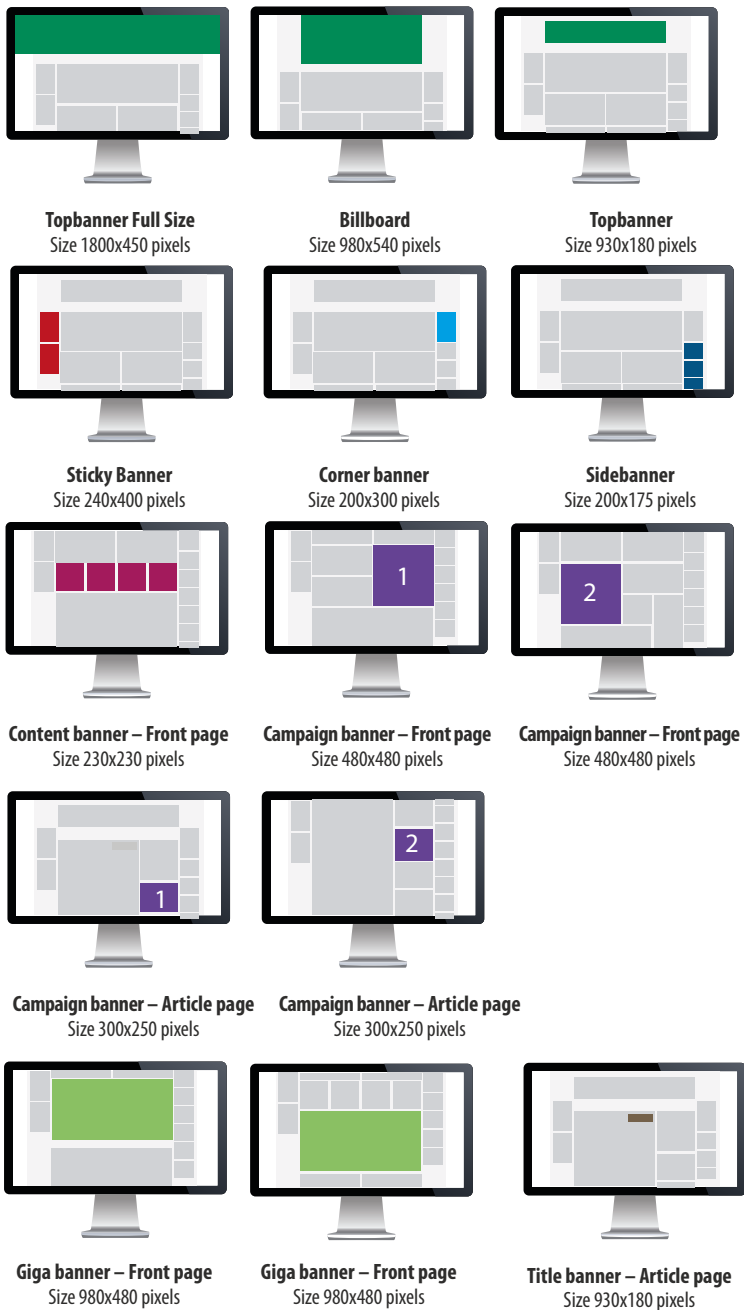 Topbanner Full Size
Size 1800x450 pixels
Billboard
Size 980x540 pixels
Topbanner
Size 930x180 pixels
Sticky Banner
Size 240x400 pixels
Corner banner
Size 200x300 pixels
Sidebanner
Size 200x175 pixels
1
2
Content banner – Front page
Size 230x230 pixels
Campaign banner – Front page
Size 480x480 pixels
Campaign banner – Front page
Size 480x480 pixels
1
2
Campaign banner – Article page
Size 300x250 pixels
Campaign banner – Article page
Size 300x250 pixels
Giga banner – Front page
Size 980x480 pixels
Giga banner – Front page
Size 980x480 pixels
Title banner – Article page
Size 930x180 pixels